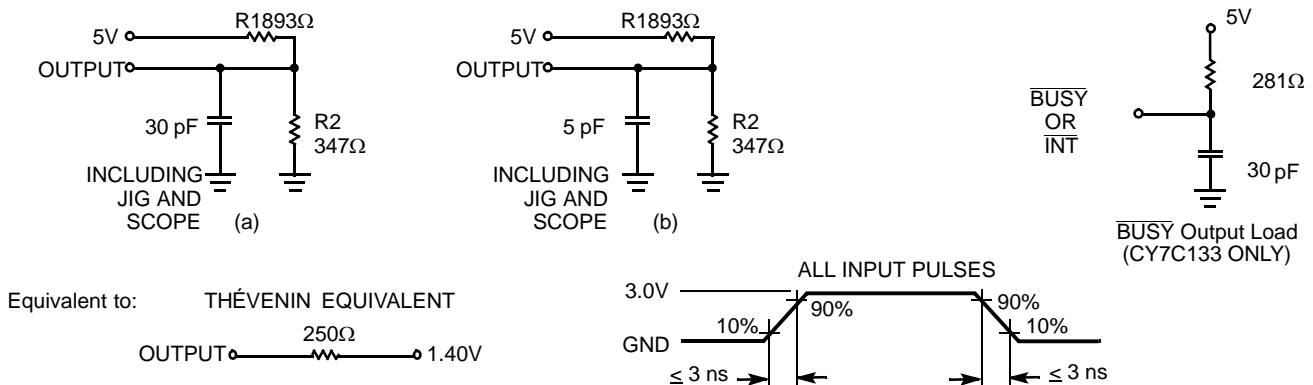 R1893Ω
5V
OUTPUT
30 pF
R2
347Ω
INCLUDING
JIG AND
SCOPE
(a)
R1893Ω
5V
OUTPUT
5 pF
R2
347Ω
INCLUDING
JIG AND
SCOPE
(b)
5V
281Ω
BUSY
OR
INT
30 pF
BUSY Output Load
(CY7C133 ONLY)
Equivalent to:
THÉVENIN EQUIVALENT
250Ω
OUTPUT
1.40V
ALL INPUT PULSES
3.0V
GND
10%
90%
90%
10%
≤ 3 ns
≤ 3 ns